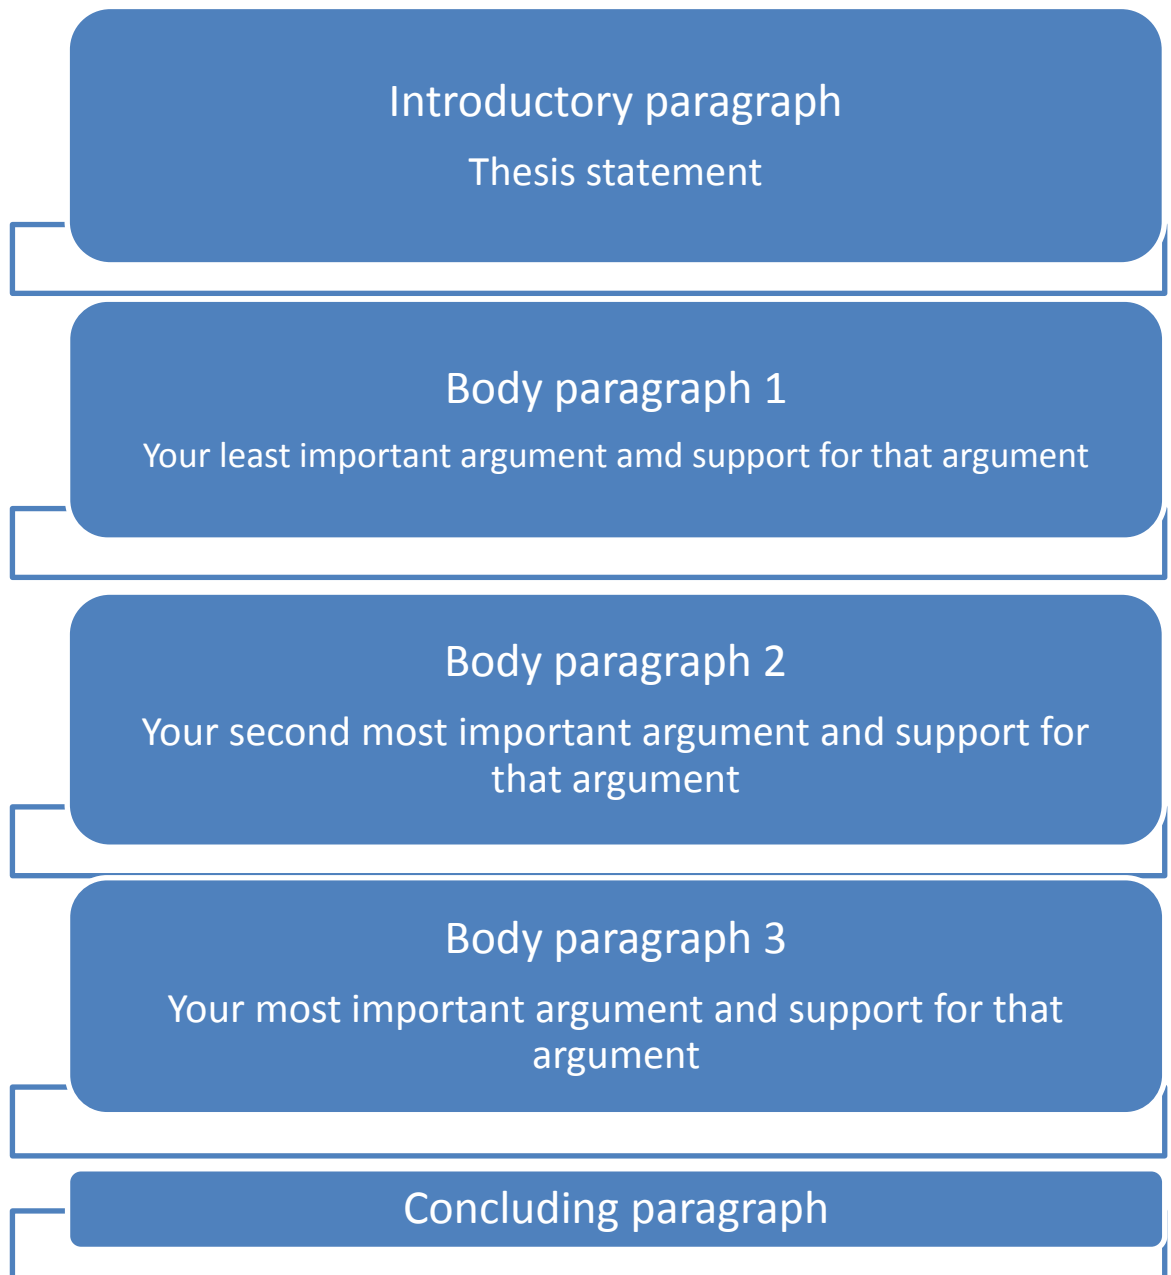 Introductory paragraph
Thesis statement
Body paragraph 1
Your least important argument amd support for that argument
Body paragraph 2
Your second most important argument and support for
that argument
Body paragraph 3
Your most important argument and support for that
argument
Concluding paragraph